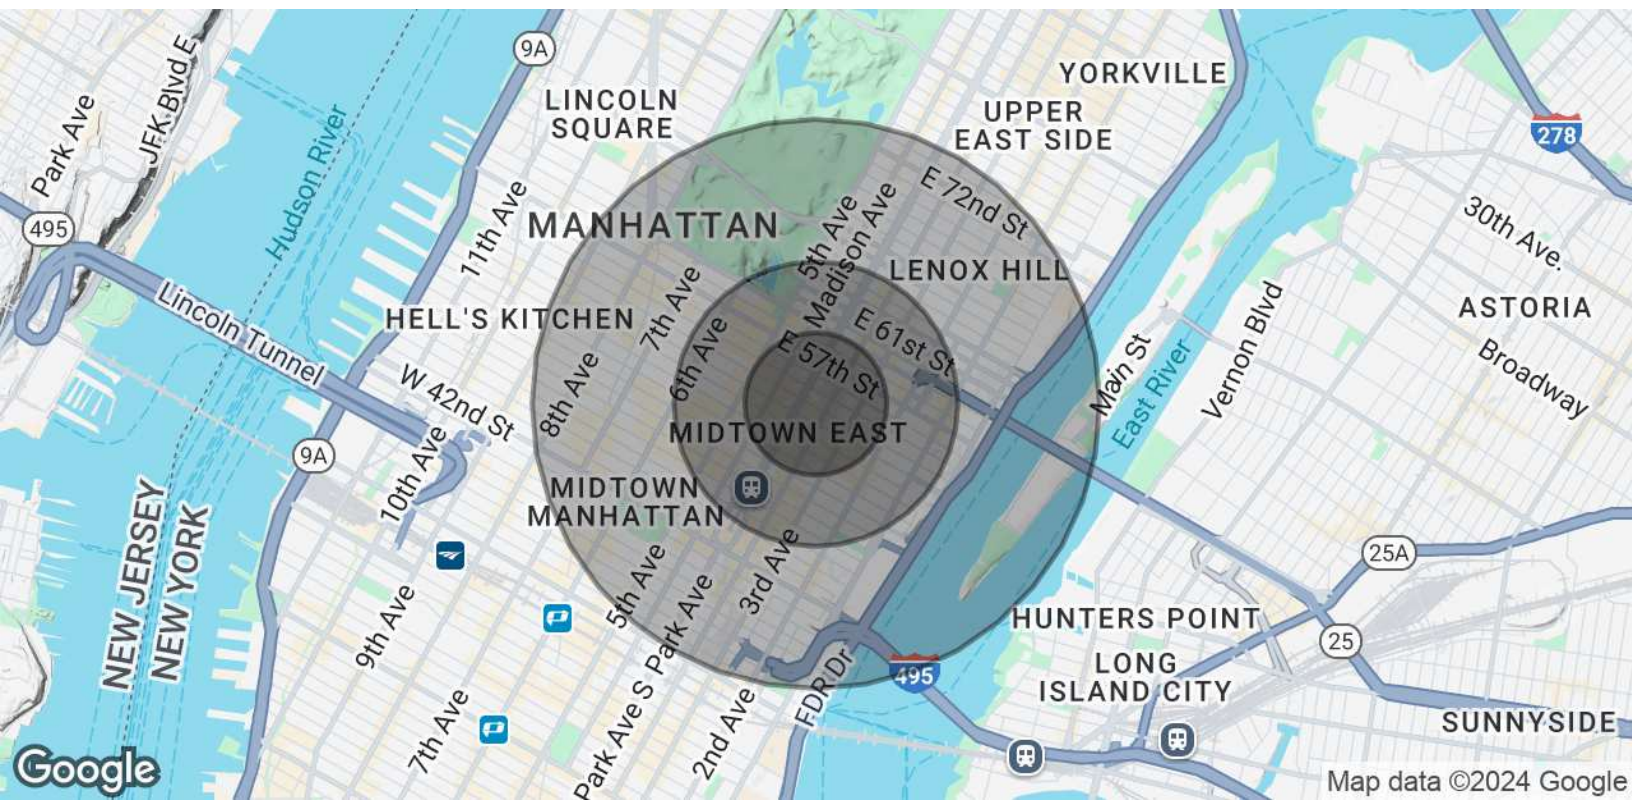 9A
YORKVILLE
LINCOLN
SQUARE
UPPER
EAST SIDE
278
Park Ave
JFK Blvd E
Hudson River
E 72nd St
495
11th Ave
MANHATTAN
5th Ave
Madison Ave
30th Ave.
LENOX HILL
7th Ave
Lincoln Tunnel
HELL'S KITCHEN
ASTORIA
6th Ave
E 61st St
E 57th St
Main St
East River
Vernon Blvd
Broadway
8th Ave
W 42nd St
MIDTOWN EAST
9A
10th Ave
MIDTOWN
MANHATTAN
NEW JERSEY
NEW YORK
25A
3rd Ave
5th Ave
9th Ave
HUNTERS POINT
25
Park Ave S
Park Ave
LONG
ISLAND CITY
495
FDR Dr
2nd Ave
7th Ave
SUNNYSIDE
Google
Map data ©2024 Google